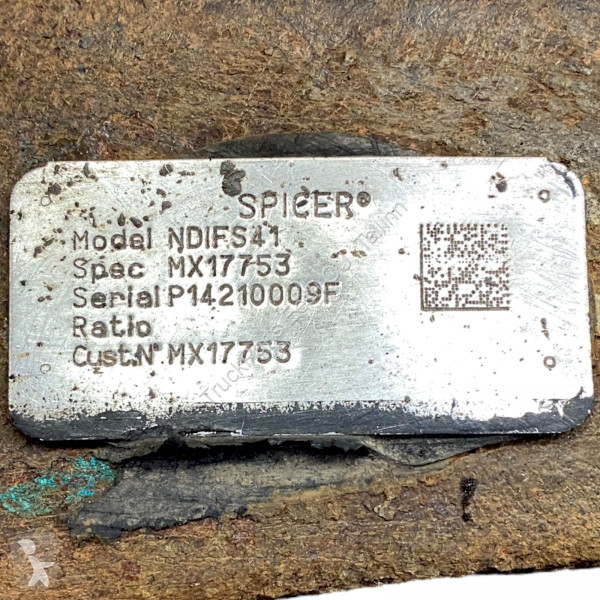 SPICER®
Model NDIFS41
Spec MX17753
Serial P14210009F
Ratio
Cust.N° MX17753